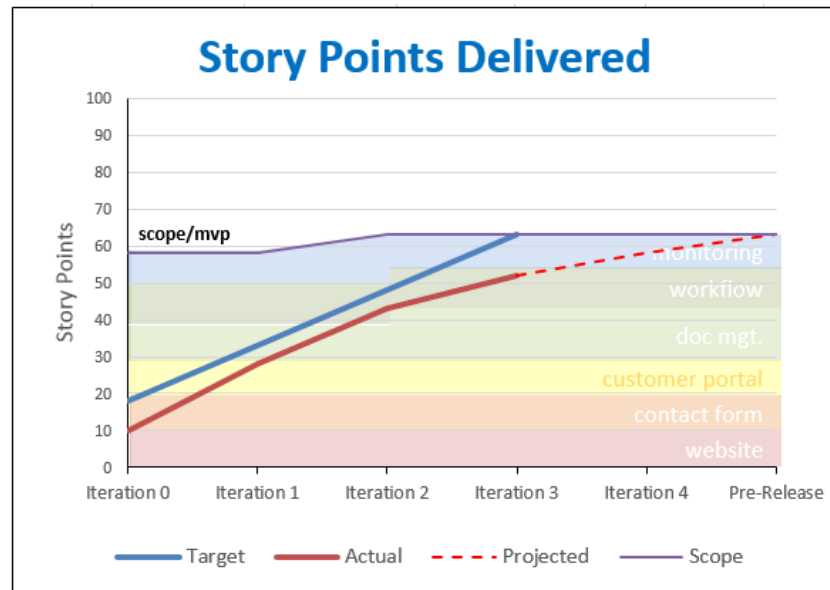 Story Points Delivered
100
90
80
70
60
50
40
30
20
10
0
Story Points
scope/mvp
monitoring
workflow
doc mgt.
customer portal
contact form
website
Iteration 0 Iteration 1 Iteration 2 Iteration 3 Iteration 4 Pre-Release
Target Actual Projected Scope